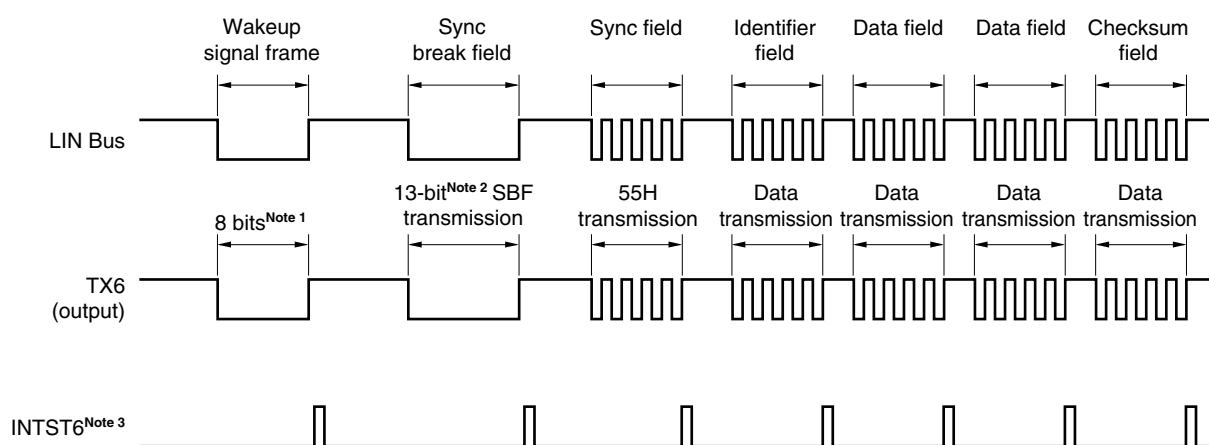 Wakeup
signal frame
Sync
break field
Sync field
Identifier
field
Data field
Data field
Checksum
field
LIN Bus
8 bitsNote 1
13-bitNote 2 SBF
transmission
55H
transmission
Data
transmission
Data
transmission
Data
transmission
Data
transmission
TX6
(output)
INTST6Note 3